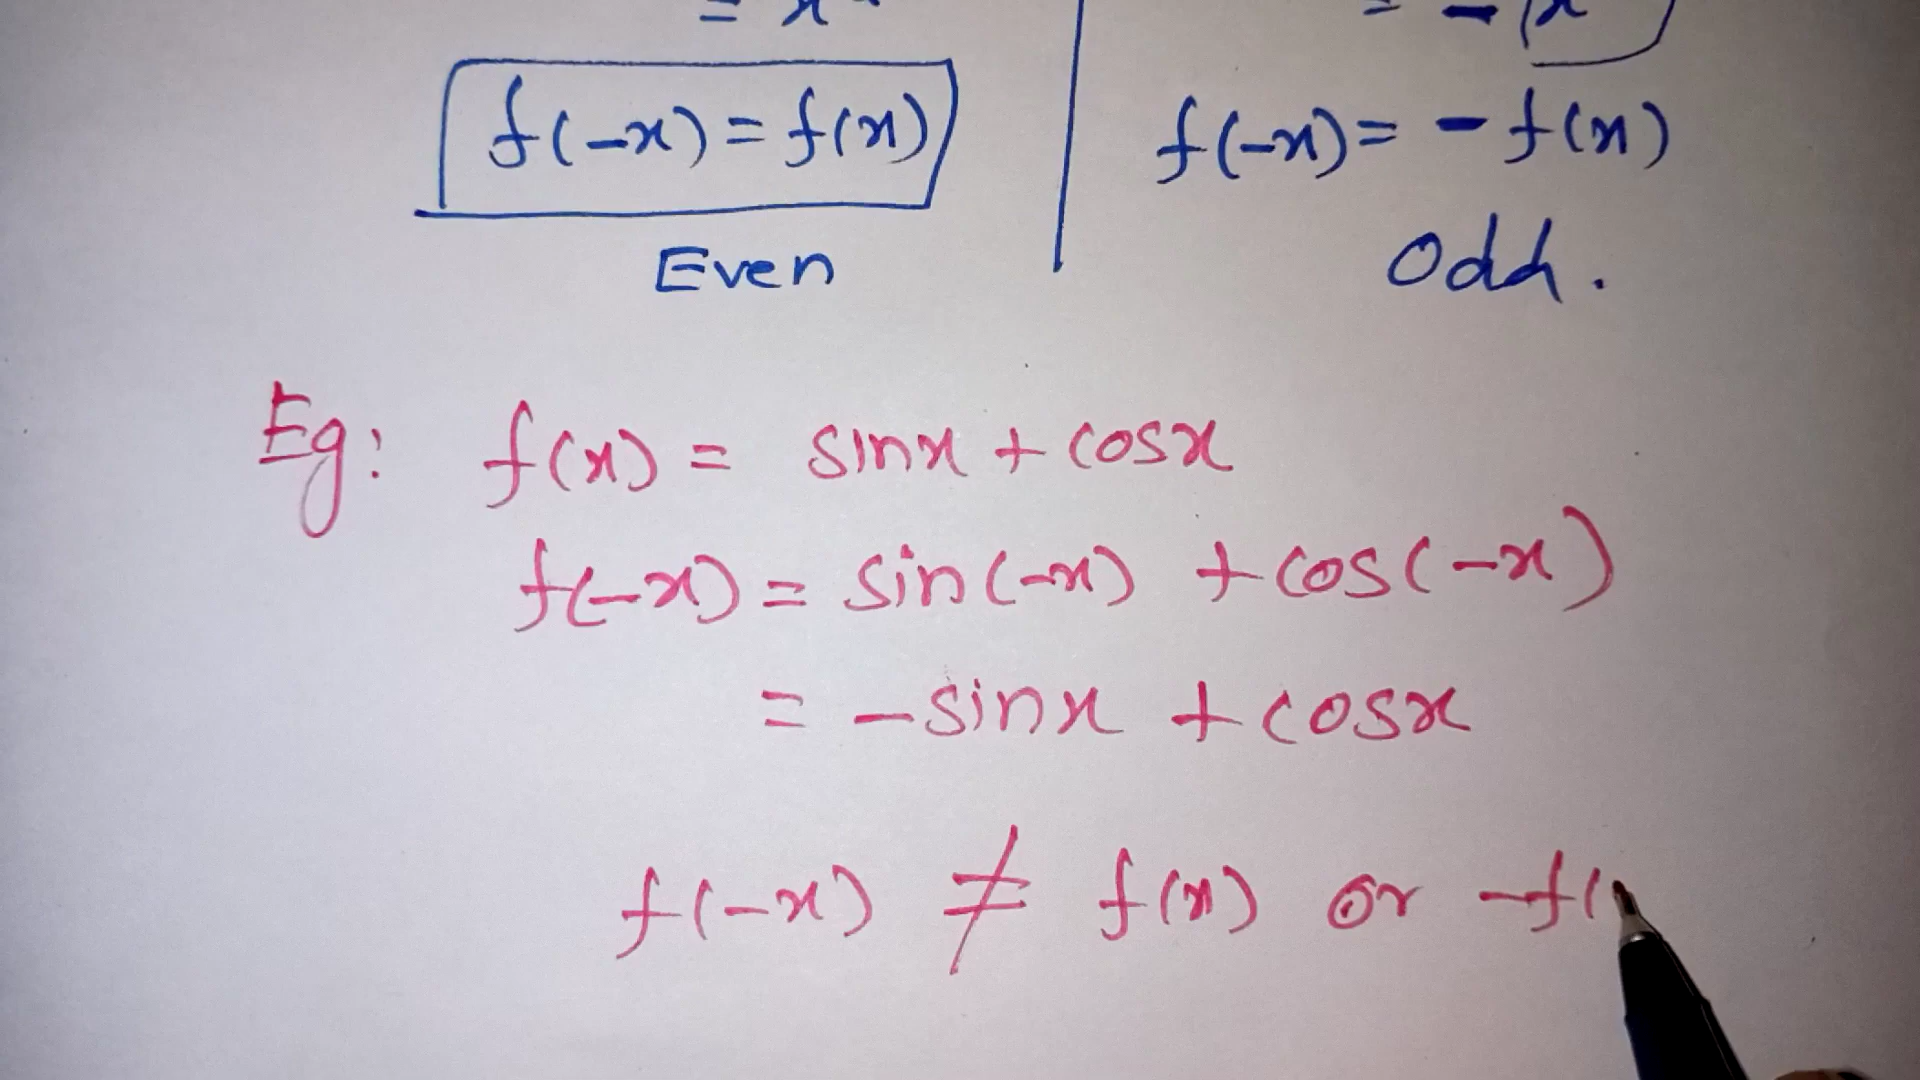 f(-x) = f(x)
Even
f(-x) = - f(x)
Odd.
Eg: f(x) = sinx + cosx
f(-x) = sin(-x) + cos(-x)
= -sinx + cosx
f(-x) ≠ f(x) or -f(